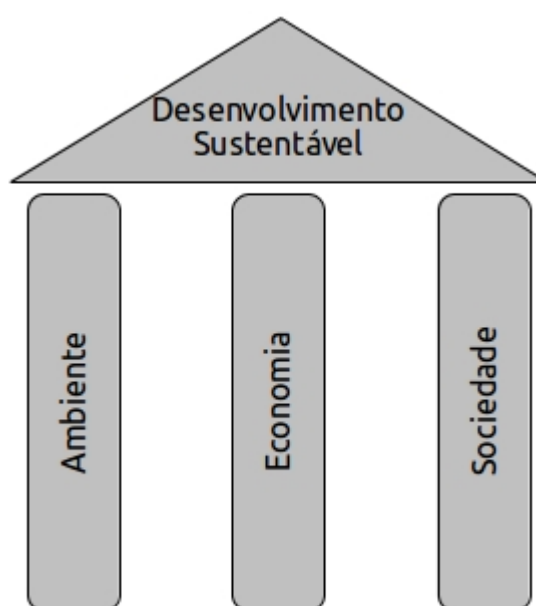 Desenvolvimento
Sustentável
Ambiente
Economia
Sociedade